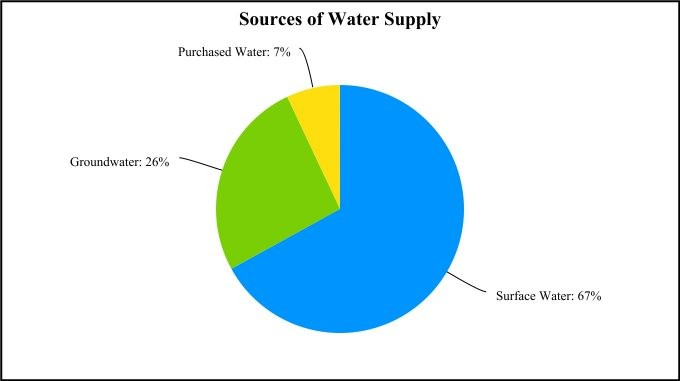 Sources of Water Supply
Purchased Water: 7%
Groundwater: 26%
Surface Water: 67%